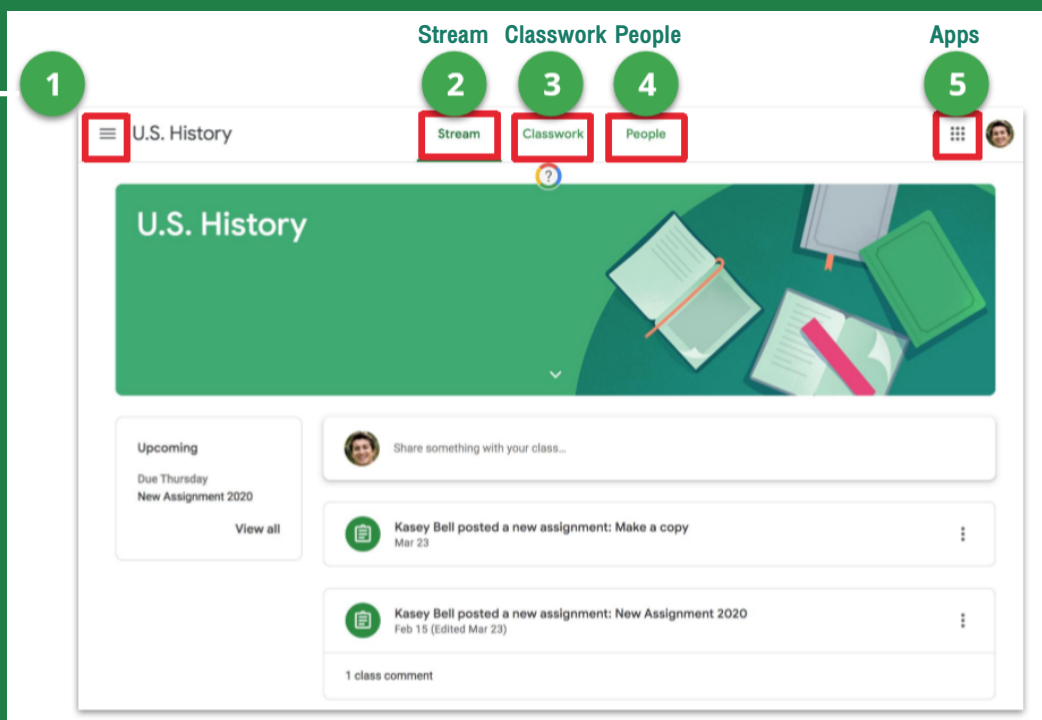 Stream Classwork People Apps
1 2 3 4 5
U.S. History Stream Classwork People
?
U.S. History
Upcoming
Due Thursday
New Assignment 2020
View all
Share something with your class...
Kasey Bell posted a new assignment: Make a copy
Mar 23
Kasey Bell posted a new assignment: New Assignment 2020
Feb 15 (Edited Mar 23)
1 class comment